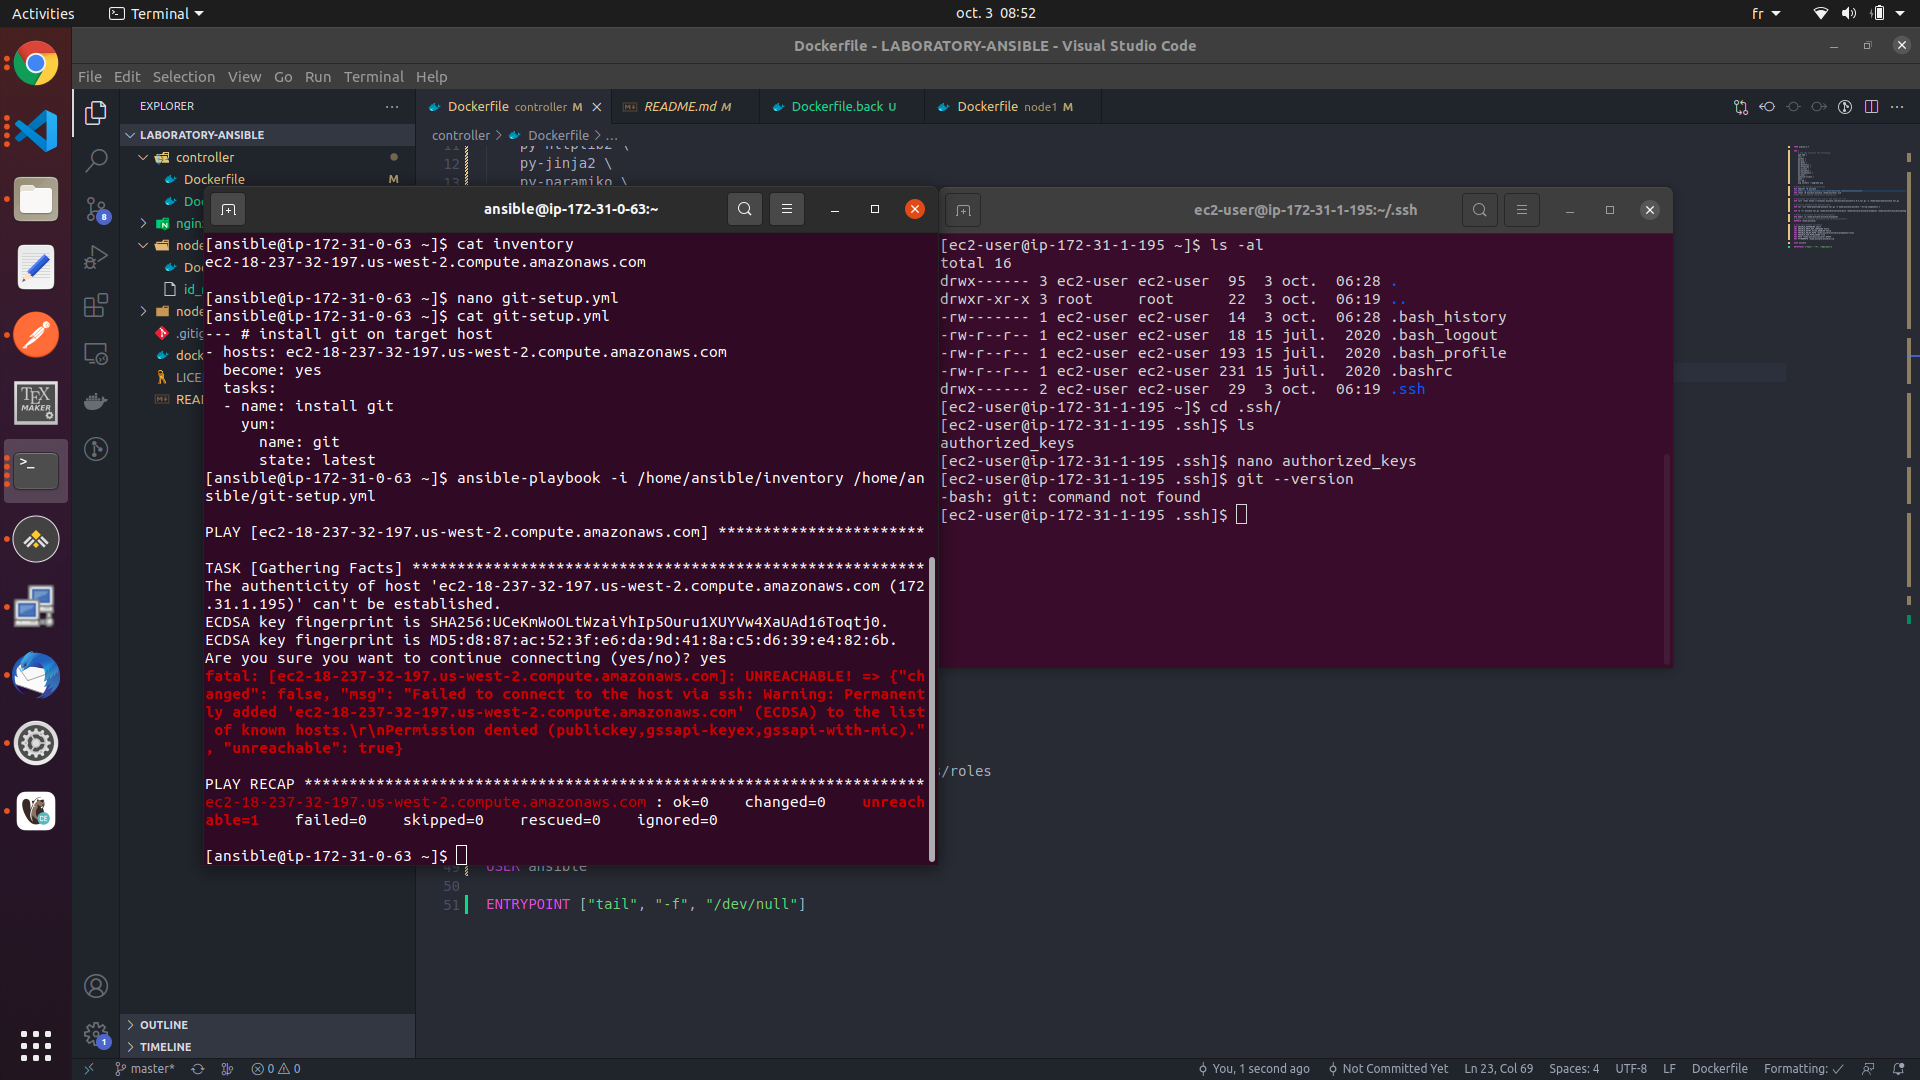 Activities
Terminal
oct. 3 08:52
fr
Dockerfile - LABORATORY-ANSIBLE - Visual Studio Code
File Edit Selection View Go Run Terminal Help
EXPLORER
Dockerfile controller M
README.md M
Dockerfile.back U
Dockerfile node1 M
LABORATORY-ANSIBLE
controller > Dockerfile > ...
controller
Dockerfile M
11 py-httplib2 \
12 py-jinja2 \
13 py-paramiko \
8
TEX MAKER
1
ansible@ip-172-31-0-63:~
[ansible@ip-172-31-0-63 ~]$ cat inventory
ec2-18-237-32-197.us-west-2.compute.amazonaws.com
[ansible@ip-172-31-0-63 ~]$ nano git-setup.yml
[ansible@ip-172-31-0-63 ~]$ cat git-setup.yml
--- # install git on target host
- hosts: ec2-18-237-32-197.us-west-2.compute.amazonaws.com
  become: yes
  tasks:
  - name: install git
    yum:
      name: git
      state: latest
[ansible@ip-172-31-0-63 ~]$ ansible-playbook -i /home/ansible/inventory /home/an
sible/git-setup.yml
PLAY [ec2-18-237-32-197.us-west-2.compute.amazonaws.com] ***********************
TASK [Gathering Facts] *********************************************************
The authenticity of host 'ec2-18-237-32-197.us-west-2.compute.amazonaws.com (172
.31.1.195)' can't be established.
ECDSA key fingerprint is SHA256:UCeKmWoOLtWzaiYhIp5Ouru1XUYVw4XaUAd16Toqtj0.
ECDSA key fingerprint is MD5:d8:87:ac:52:3f:e6:da:9d:41:8a:c5:d6:39:e4:82:6b.
Are you sure you want to continue connecting (yes/no)? yes
fatal: [ec2-18-237-32-197.us-west-2.compute.amazonaws.com]: UNREACHABLE! => {"ch
anged": false, "msg": "Failed to connect to the host via ssh: Warning: Permanent
ly added 'ec2-18-237-32-197.us-west-2.compute.amazonaws.com' (ECDSA) to the list
 of known hosts.\r\nPermission denied (publickey,gssapi-keyex,gssapi-with-mic)."
, "unreachable": true}
PLAY RECAP *********************************************************************
ec2-18-237-32-197.us-west-2.compute.amazonaws.com : ok=0    changed=0    unreach
able=1    failed=0    skipped=0    rescued=0    ignored=0
[ansible@ip-172-31-0-63 ~]$
ec2-user@ip-172-31-1-195:~/.ssh
[ec2-user@ip-172-31-1-195 ~]$ ls -al
total 16
drwx------ 3 ec2-user ec2-user  95  3 oct.  06:28 .
drwxr-xr-x 3 root     root      22  3 oct.  06:19 ..
-rw------- 1 ec2-user ec2-user  14  3 oct.  06:28 .bash_history
-rw-r--r-- 1 ec2-user ec2-user  18 15 juil.  2020 .bash_logout
-rw-r--r-- 1 ec2-user ec2-user 193 15 juil.  2020 .bash_profile
-rw-r--r-- 1 ec2-user ec2-user 231 15 juil.  2020 .bashrc
drwx------ 2 ec2-user ec2-user  29  3 oct.  06:19 .ssh
[ec2-user@ip-172-31-1-195 ~]$ cd .ssh/
[ec2-user@ip-172-31-1-195 .ssh]$ ls
authorized_keys
[ec2-user@ip-172-31-1-195 .ssh]$ nano authorized_keys
[ec2-user@ip-172-31-1-195 .ssh]$ git --version
-bash: git: command not found
[ec2-user@ip-172-31-1-195 .ssh]$
/roles
49 USER ansible
50
51 ENTRYPOINT ["tail", "-f", "/dev/null"]
OUTLINE
TIMELINE
master*
0 0
You, 1 second ago
Not Committed Yet
Ln 23, Col 69
Spaces: 4
UTF-8
LF
Dockerfile
Formatting: ✓